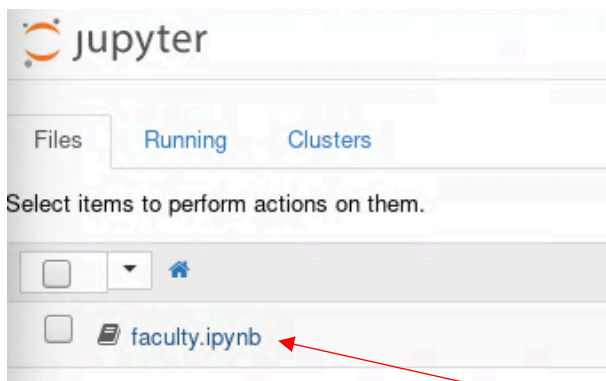 jupyter
Files Running Clusters
Select items to perform actions on them.
faculty.ipynb